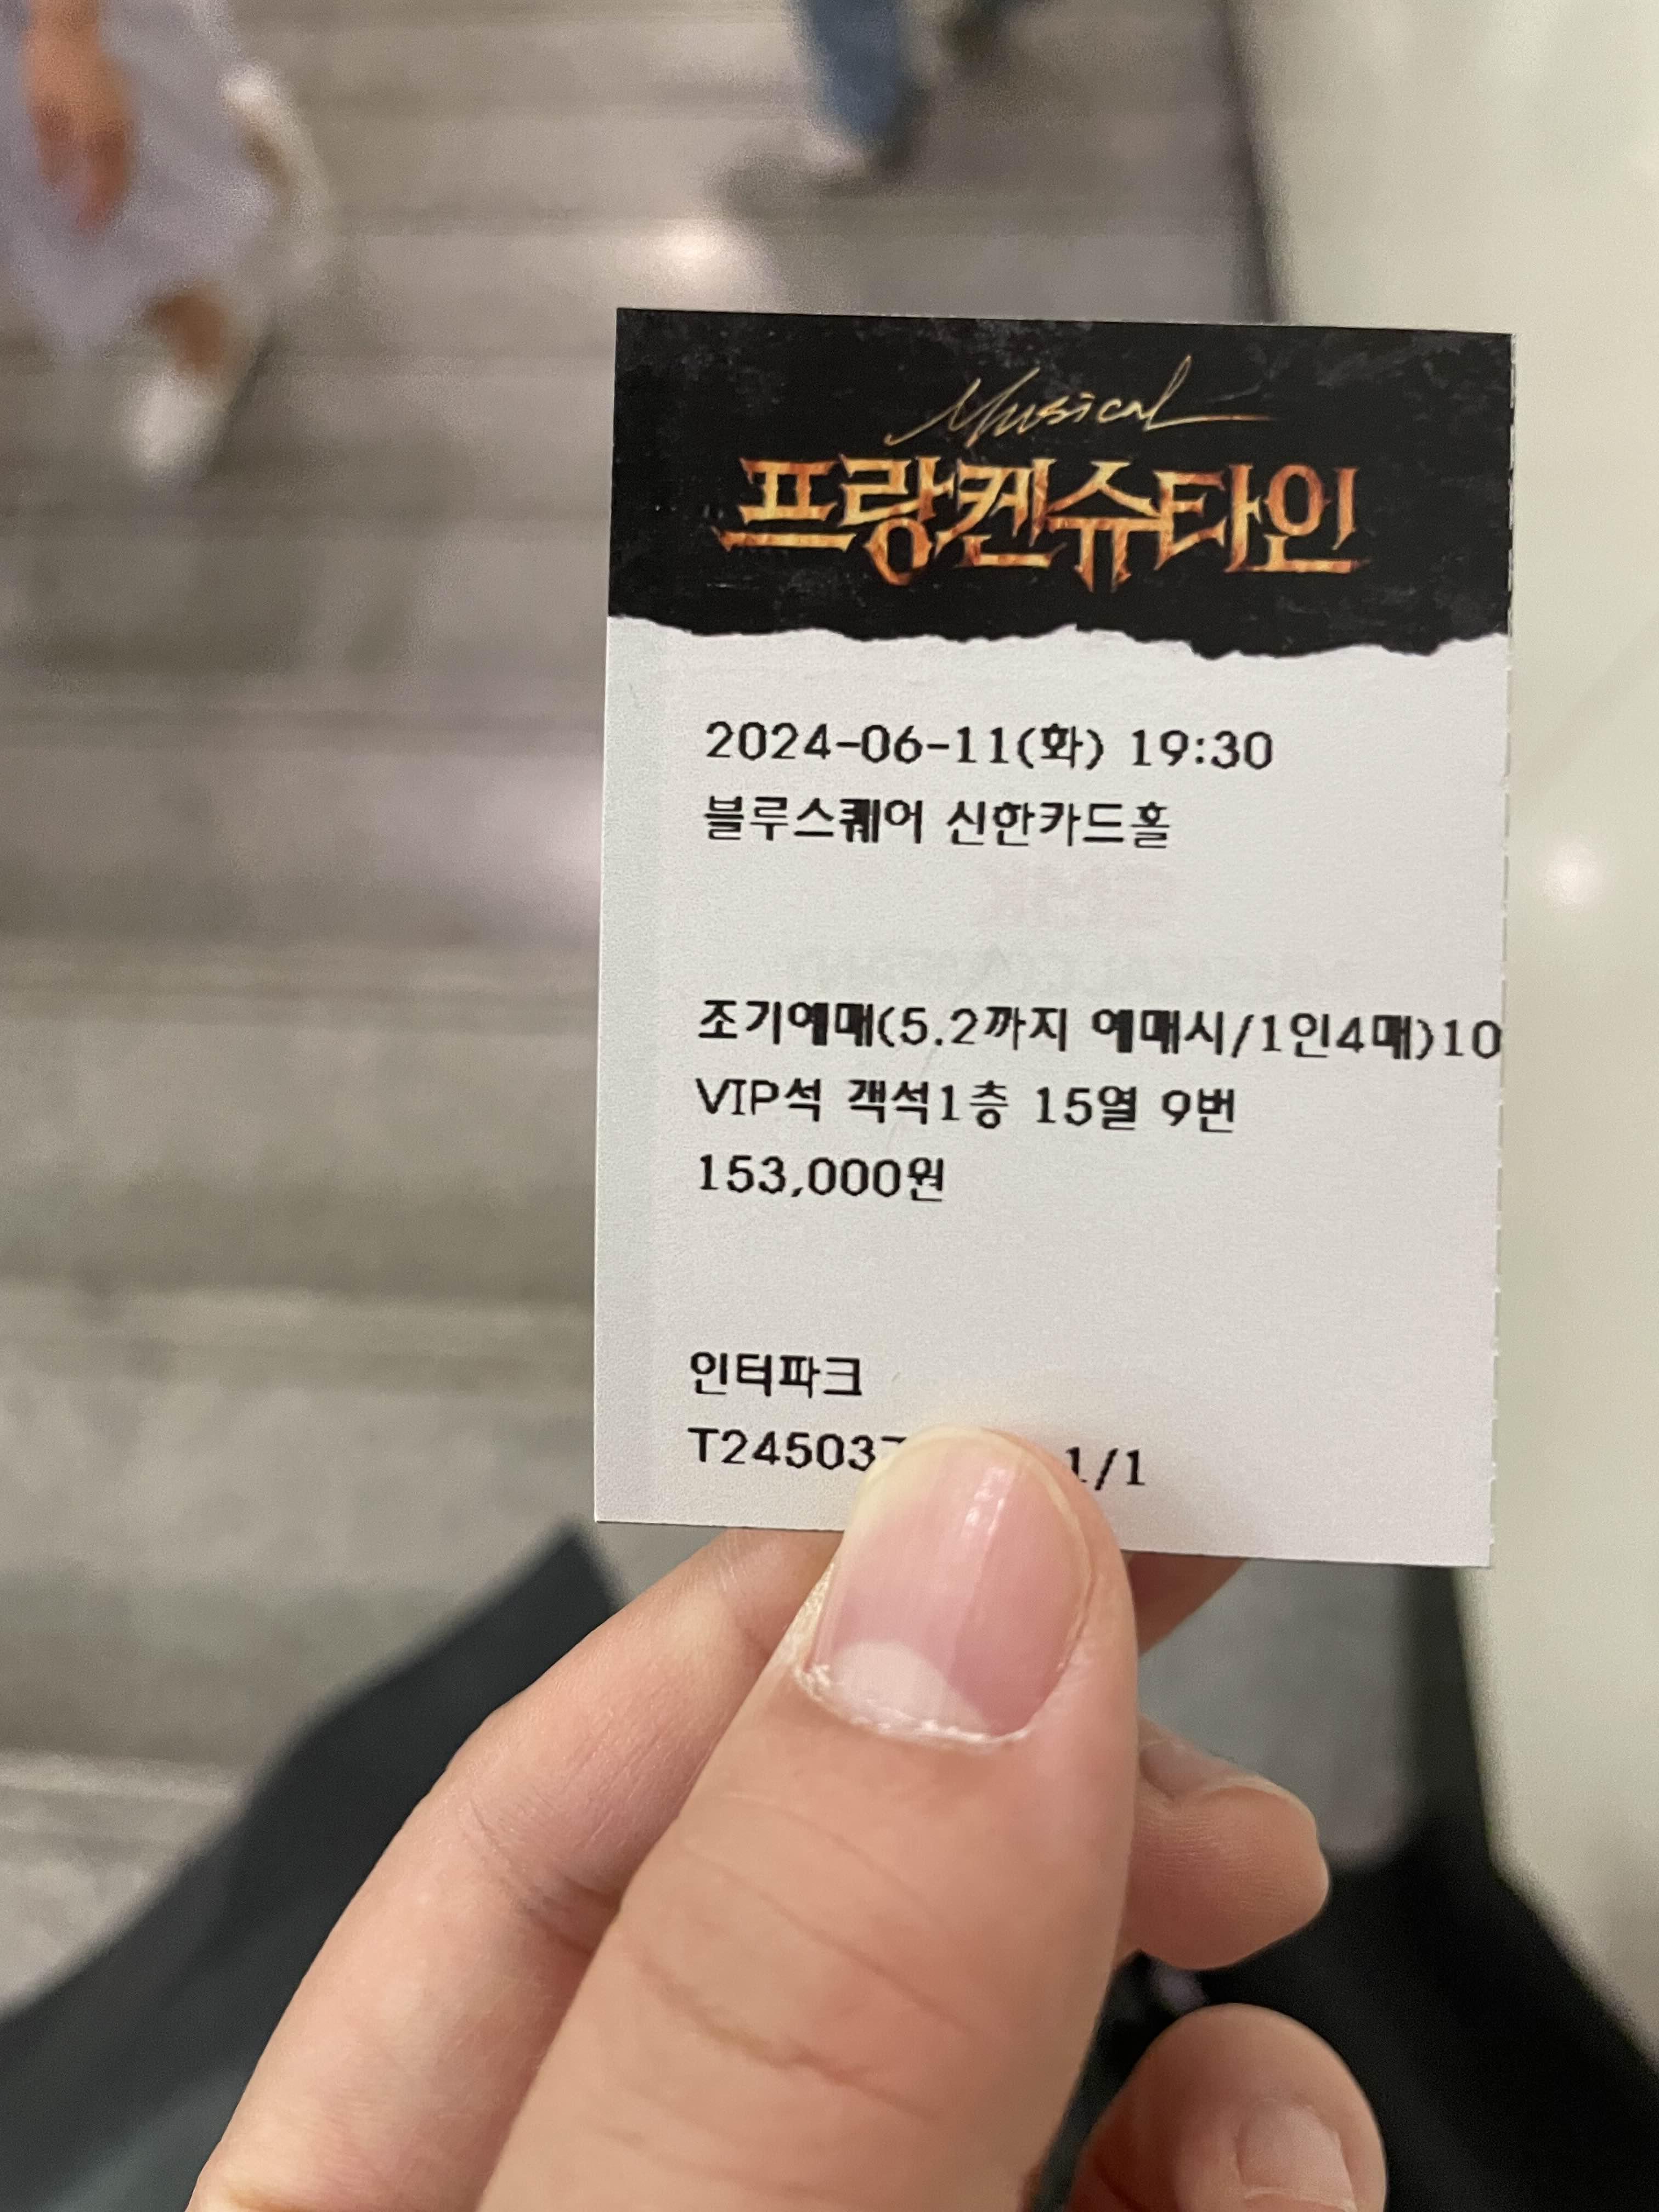 Musical
프랑켄슈타인
2024-06-11(화) 19:30
블루스퀘어 신한카드홀
조기예매(5.2까지 예매시/1인4매)10
VIP석 객석1층 15열 9번
153,000원
인터파크
T245037 1/1